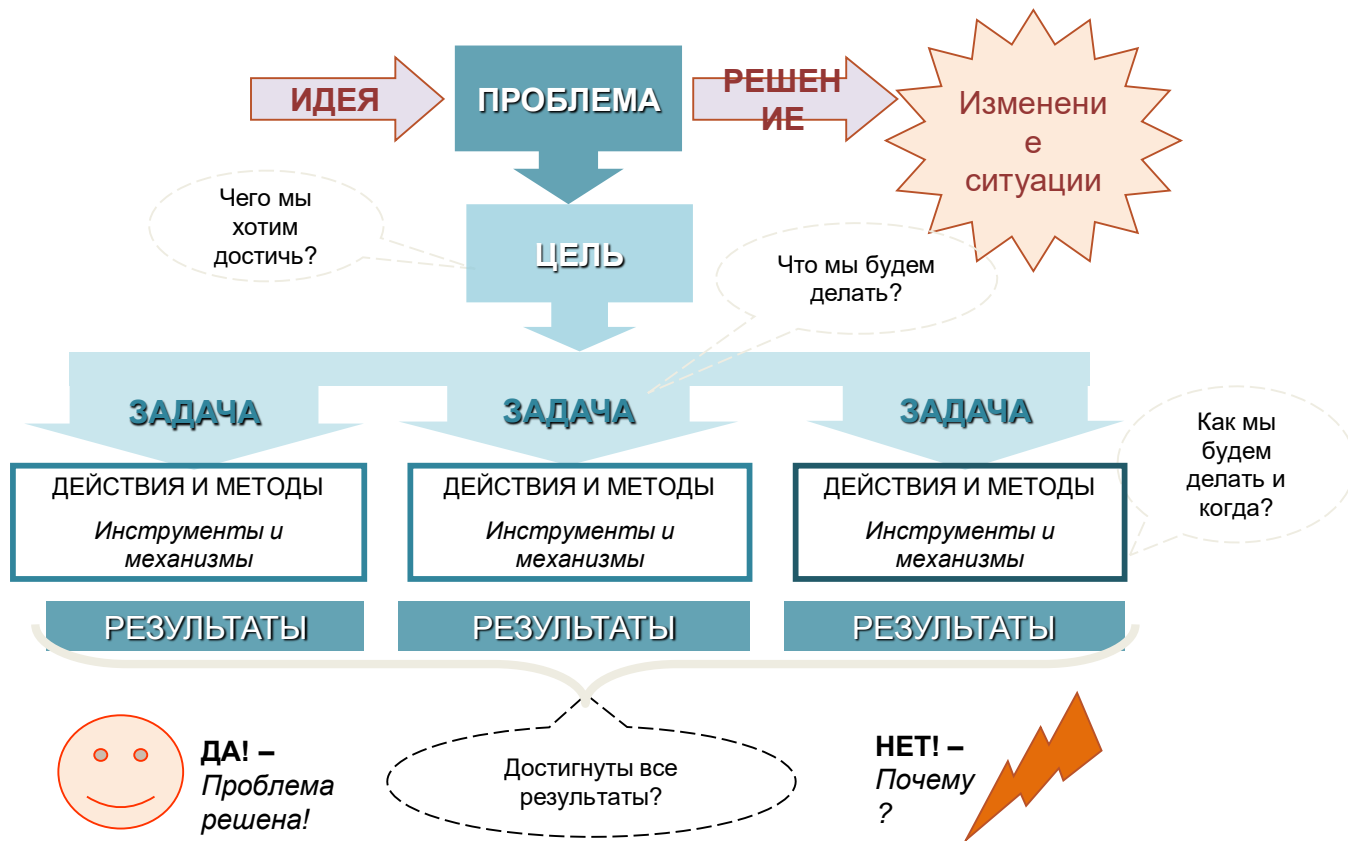 ИДЕЯ
ПРОБЛЕМА
РЕШЕН
ИЕ
Изменени
е
ситуации
Чего мы
хотим
достичь?
ЦЕЛЬ
Что мы будем
делать?
ЗАДАЧА
ЗАДАЧА
ЗАДАЧА
Как мы
будем
делать и
когда?
ДЕЙСТВИЯ И МЕТОДЫ
Инструменты и
механизмы
ДЕЙСТВИЯ И МЕТОДЫ
Инструменты и
механизмы
ДЕЙСТВИЯ И МЕТОДЫ
Инструменты и
механизмы
РЕЗУЛЬТАТЫ
РЕЗУЛЬТАТЫ
РЕЗУЛЬТАТЫ
ДА! –
Проблема
решена!
Достигнуты все
результаты?
НЕТ! –
Почему
?